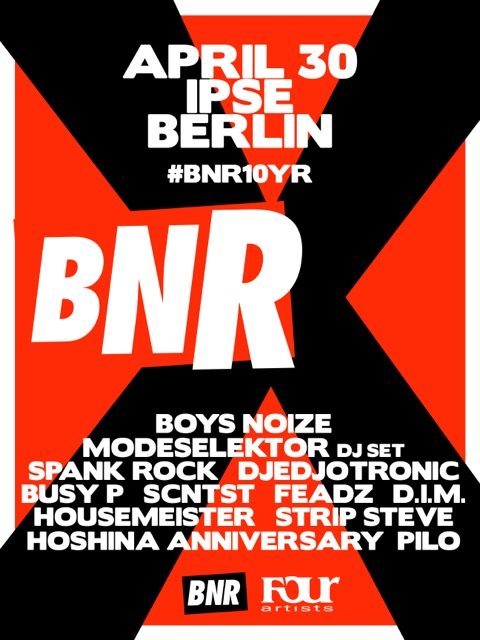 APRIL 30
IPSE
BERLIN
#BNR10YR
BNR
BOYS NOIZE
MODESELEKTOR DJ SET
SPANK ROCK DJEDJOTRONIC
BUSY P SCNTST FEADZ D.I.M.
HOUSEMEISTER STRIP STEVE
HOSHINA ANNIVERSARY PILO
BNR FOUR
artists